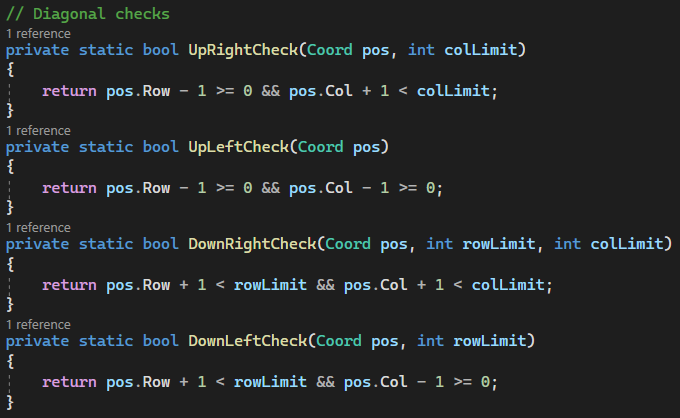 // Diagonal checks
1 reference
private static bool UpRightCheck(Coord pos, int colLimit)
{
    return pos.Row - 1 >= 0 && pos.Col + 1 < colLimit;
}
1 reference
private static bool UpLeftCheck(Coord pos)
{
    return pos.Row - 1 >= 0 && pos.Col - 1 >= 0;
}
1 reference
private static bool DownRightCheck(Coord pos, int rowLimit, int colLimit)
{
    return pos.Row + 1 < rowLimit && pos.Col + 1 < colLimit;
}
1 reference
private static bool DownLeftCheck(Coord pos, int rowLimit)
{
    return pos.Row + 1 < rowLimit && pos.Col - 1 >= 0;
}